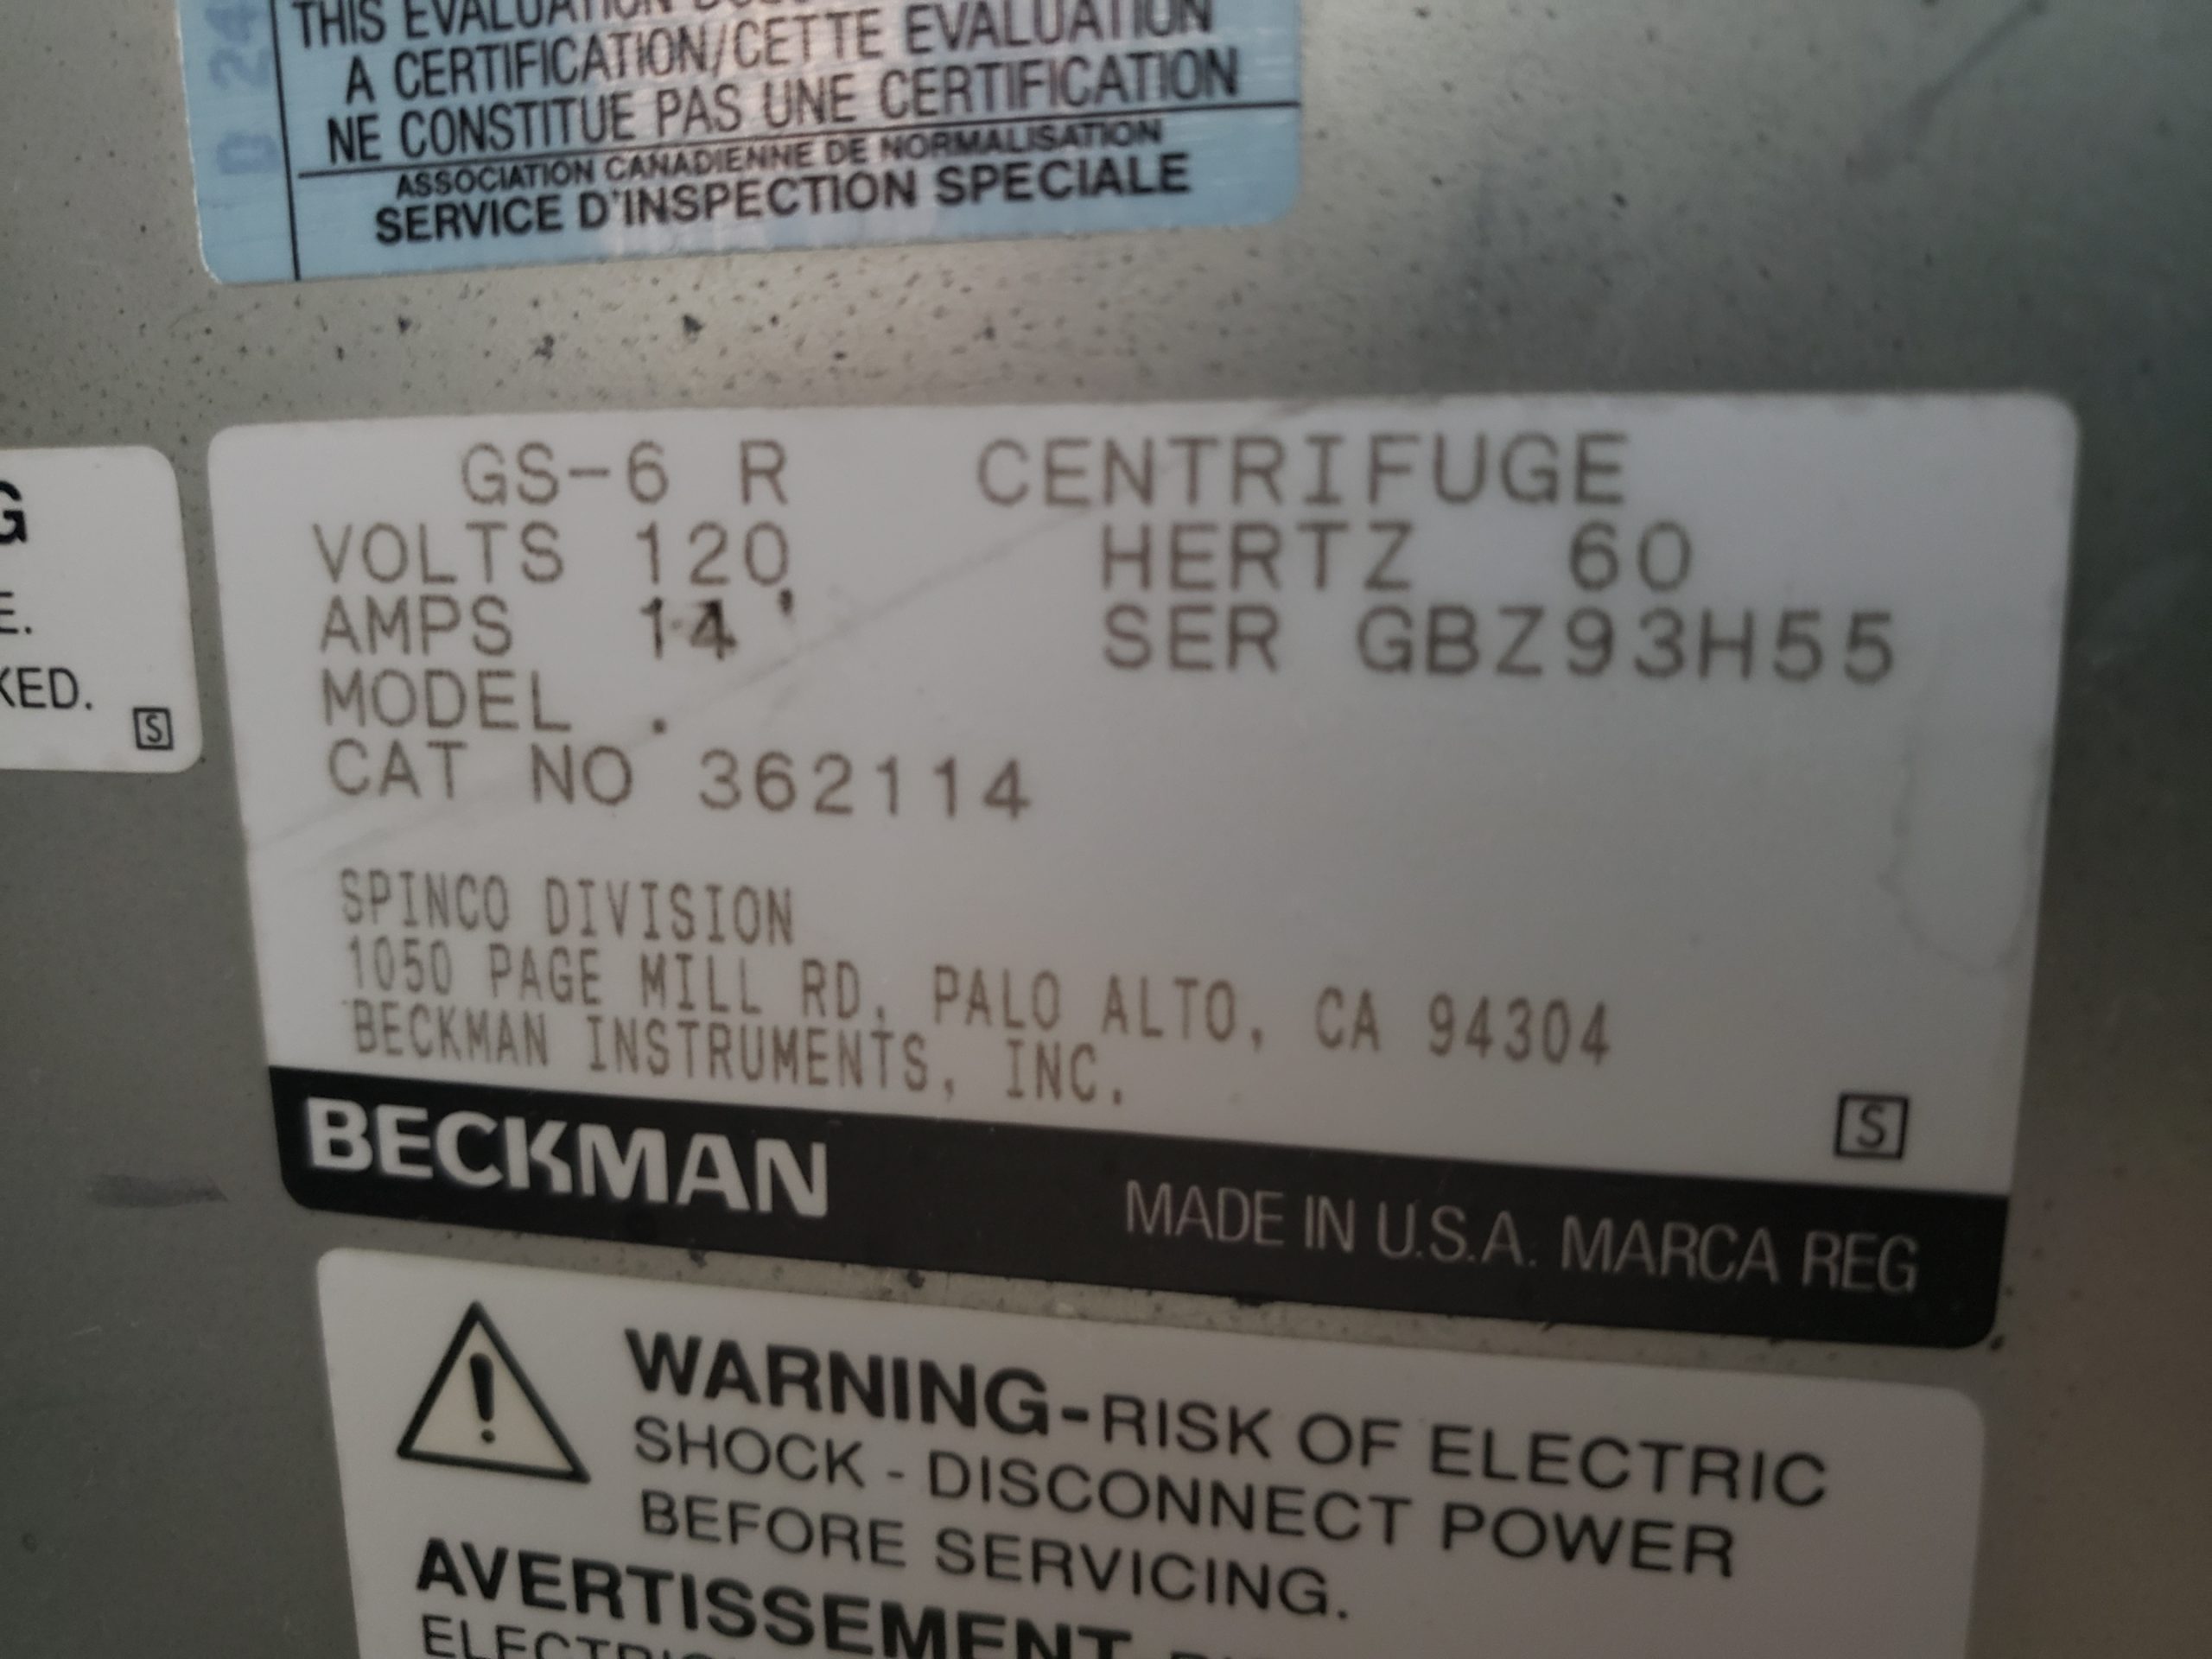 THIS EVALUATION
A CERTIFICATION/CETTE EVALUATION
NE CONSTITUE PAS UNE CERTIFICATION
ASSOCIATION CANADIENNE DE NORMALISATION
SERVICE D'INSPECTION SPECIALE
D 24
G
E.
KED.
S
GS-6 R CENTRIFUGE
VOLTS 120 HERTZ 60
AMPS 14 SER GBZ93H55
MODEL .
CAT NO 362114
SPINCO DIVISION
1050 PAGE MILL RD, PALO ALTO, CA 94304
BECKMAN INSTRUMENTS, INC.
S
BECKMAN MADE IN U.S.A. MARCA REG
WARNING-RISK OF ELECTRIC
SHOCK - DISCONNECT POWER
BEFORE SERVICING.
AVERTISSEMENT